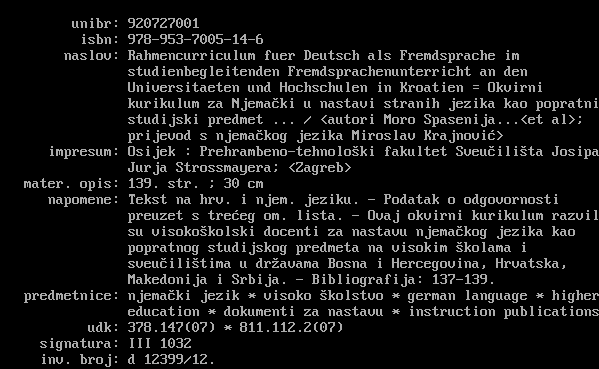 unibr: 920727001
isbn: 978-953-7005-14-6
naslov: Rahmencurriculum fuer Deutsch als Fremdsprache im
studienbegleitenden Fremdsprachenunterricht an den
Universitaeten und Hochschulen in Kroatien = Okvirni
kurikulum za Njemački u nastavi stranih jezika kao popratni
studijski predmet ... / <autori Moro Spasenija...<et al>;
prijevod s njemačkog jezika Miroslav Krajnović>
impresum: Osijek : Prehrambeno-tehnološki fakultet Sveučilišta Josipa
Jurja Strossmayera; <Zagreb>
mater. opis: 139. str. ; 30 cm
napomene: Tekst na hrv. i njem. jeziku. - Podatak o odgovornosti
preuzet s trećeg om. lista. - Ovaj okvirni kurikulum razvil
su visokoškolski docenti za nastavu njemačkog jezika kao
popratnog studijskog predmeta na visokim školama i
sveučilištima u državama Bosna i Hercegovina, Hrvatska,
Makedonija i Srbija. - Bibliografija: 137-139.
predmetnice: njemački jezik * visoko školstvo * german language * higher
education * dokumenti za nastavu * instruction publications
udk: 378.147(07) * 811.112.2(07)
signatura: III 1032
inv. broj: d 12399/12.